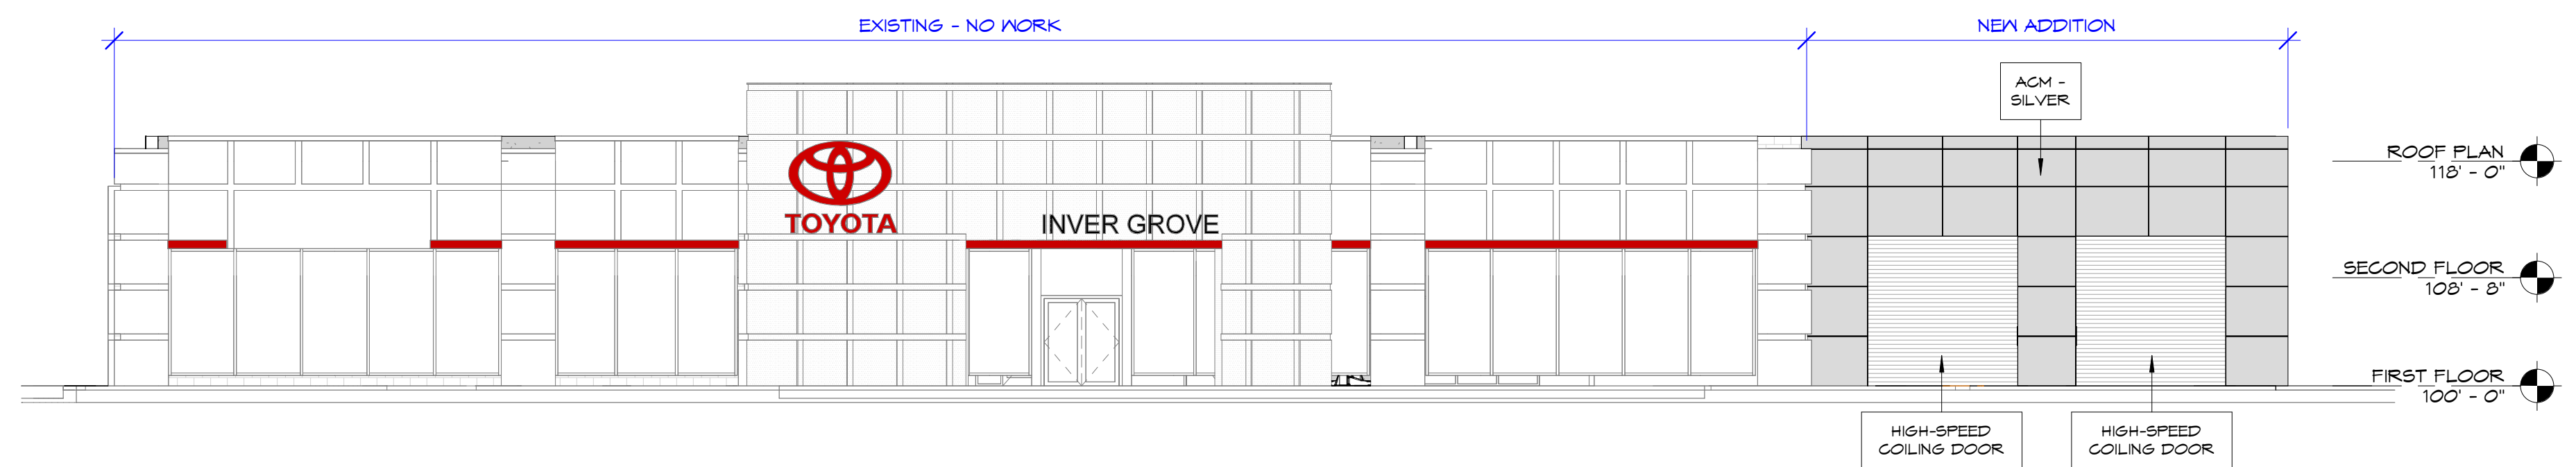 EXISTING - NO WORK
NEW ADDITION
ACM -
SILVER
ROOF PLAN
118' - 0"
TOYOTA
INVER GROVE
SECOND FLOOR
108' - 8"
FIRST FLOOR
100' - 0"
HIGH-SPEED
COILING DOOR
HIGH-SPEED
COILING DOOR